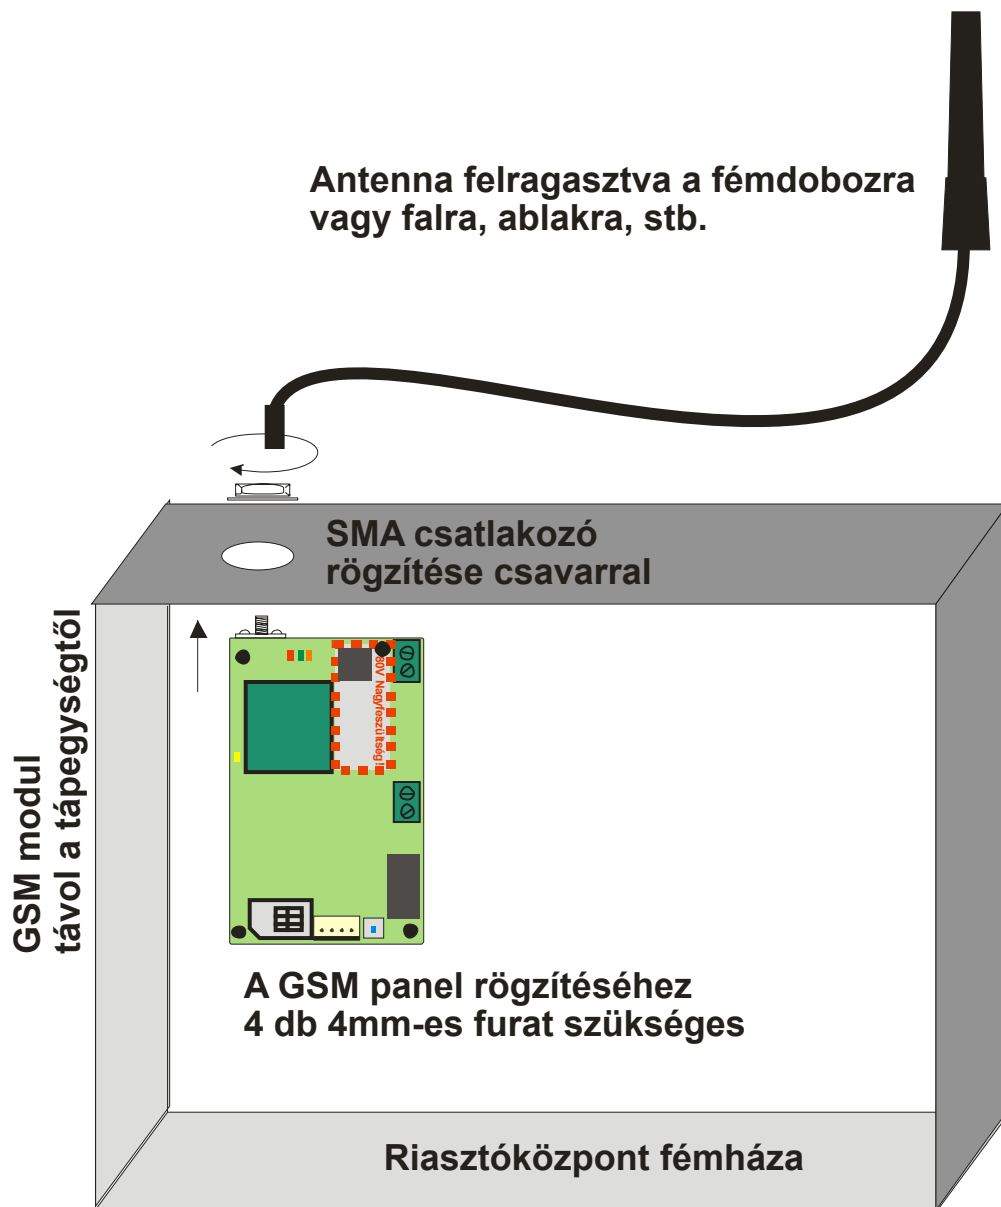 Antenna felragasztva a fémdobozra
vagy falra, ablakra, stb.
SMA csatlakozó
rögzítése csavarral
GSM modul
távol a tápegységtől
80V Nagyfeszültség!
A GSM panel rögzítéséhez
4 db 4mm-es furat szükséges
Riasztóközpont fémháza